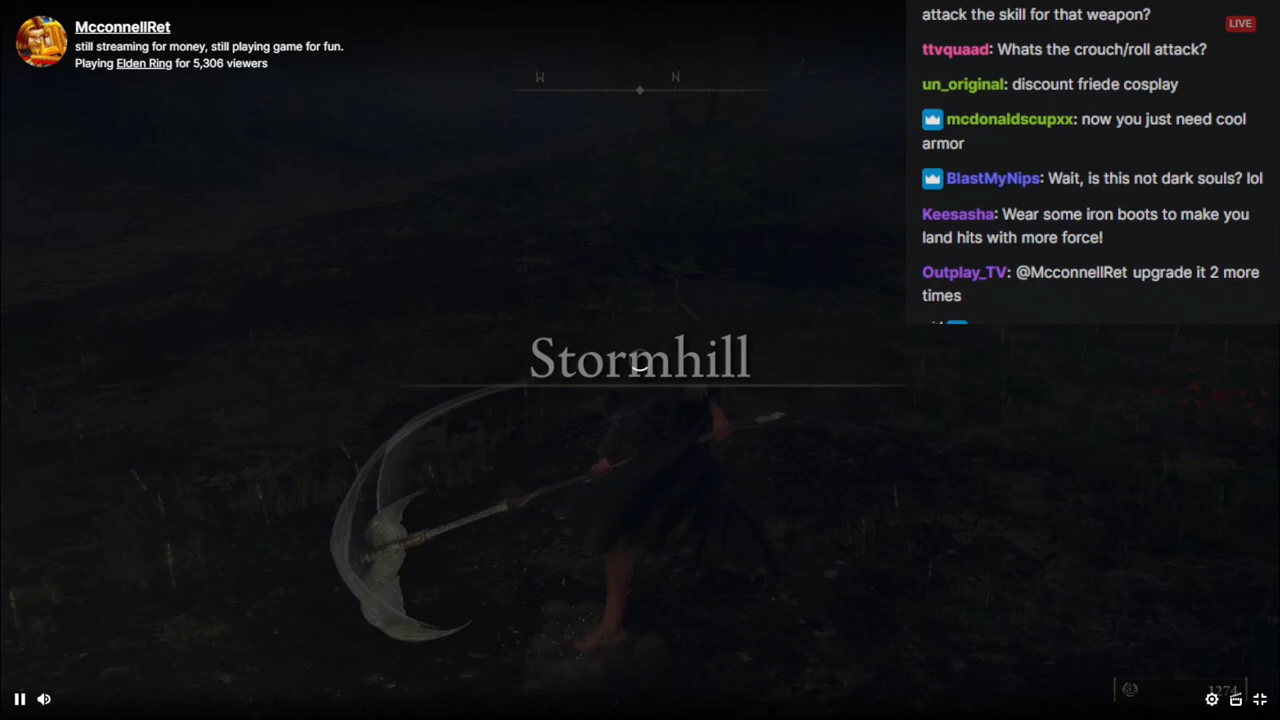 McconnellRet
still streaming for money, still playing game for fun.
Playing Elden Ring for 5,306 viewers
W
N
LIVE
attack the skill for that weapon?
ttvquaad: Whats the crouch/roll attack?
un_original: discount friede cosplay
mcdonaldscupxx: now you just need cool
armor
BlastMyNips: Wait, is this not dark souls? lol
Keesasha: Wear some iron boots to make you
land hits with more force!
Outplay_TV: @McconnellRet upgrade it 2 more
times
Stormhill
1274